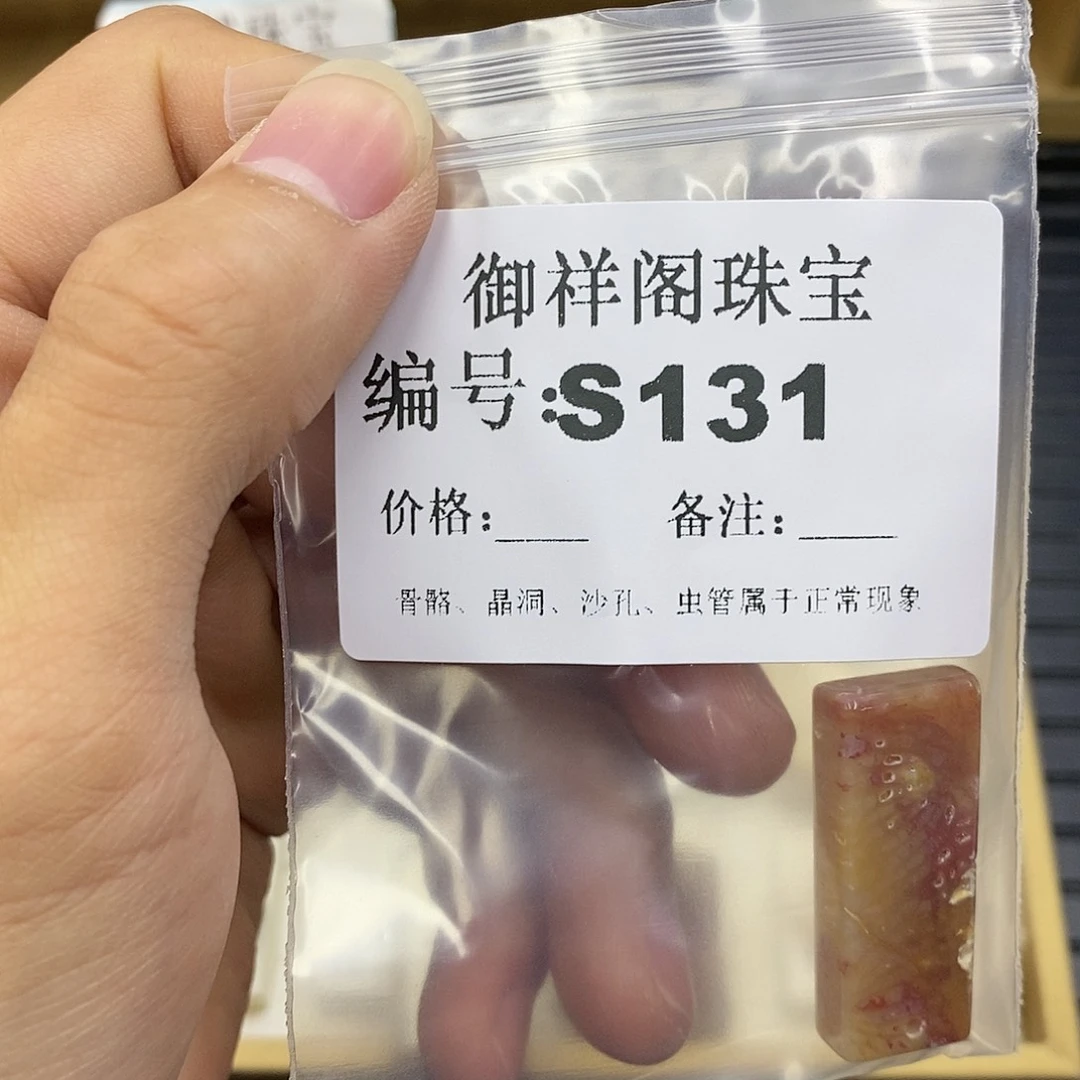 御祥阁珠宝
编号:S131
价格:____ 备注:____
骨骼、晶洞、沙孔、虫管属于正常现象